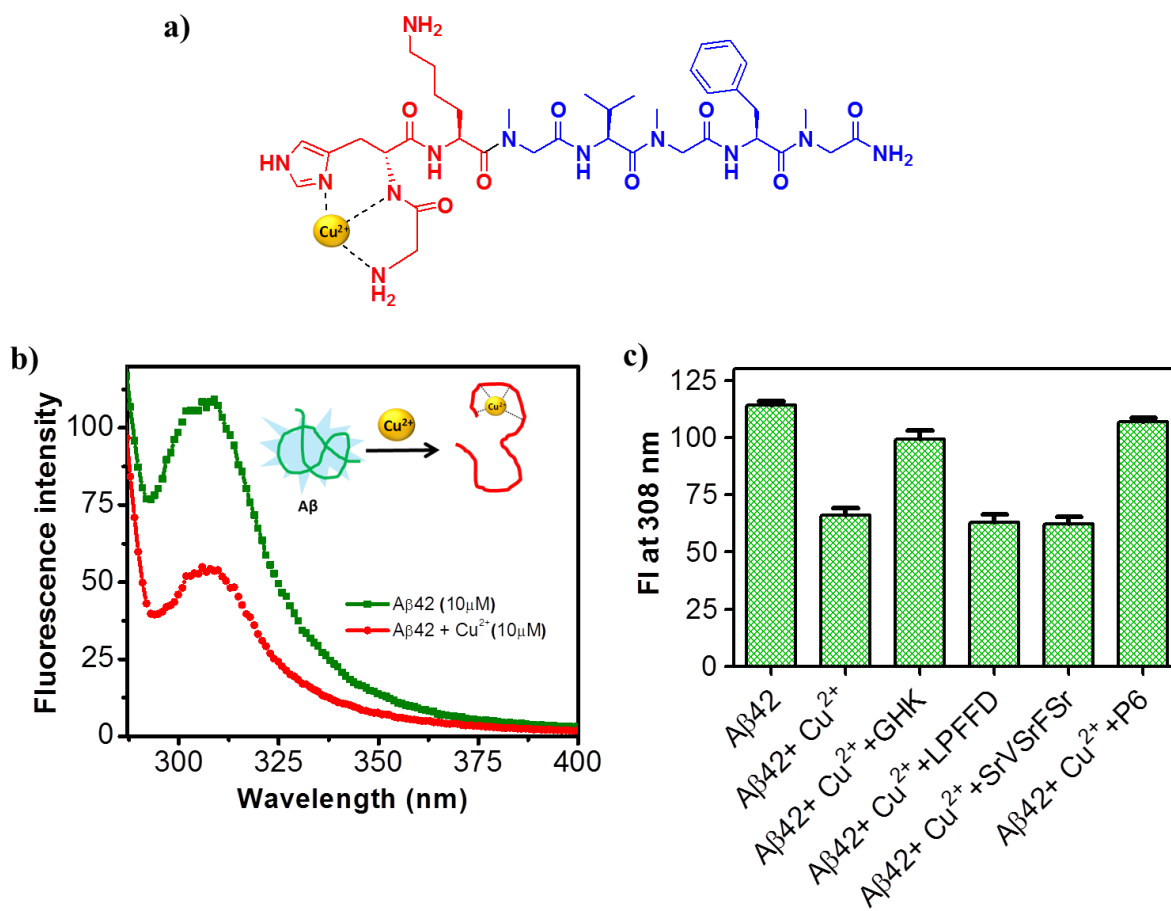 a)
NH₂
HN
N
Cu²⁺
N
O
N
H₂
O
N
H
O
N
O
N
H
O
N
O
N
H
O
N
O
NH₂
b)
Fluorescence intensity
100
75
50
25
0
300
325
350
375
400
Wavelength (nm)
Aβ
Cu²⁺
Cu²⁺
Aβ42 (10μM)
Aβ42 + Cu²⁺(10μM)
c)
FI at 308 nm
125
100
75
50
25
0
Aβ42
Aβ42+ Cu²⁺
Aβ42+ Cu²⁺ +GHK
Aβ42+ Cu²⁺ +LPFFD
Aβ42+ Cu²⁺ +SrVSrFSr
Aβ42+ Cu²⁺ +P6